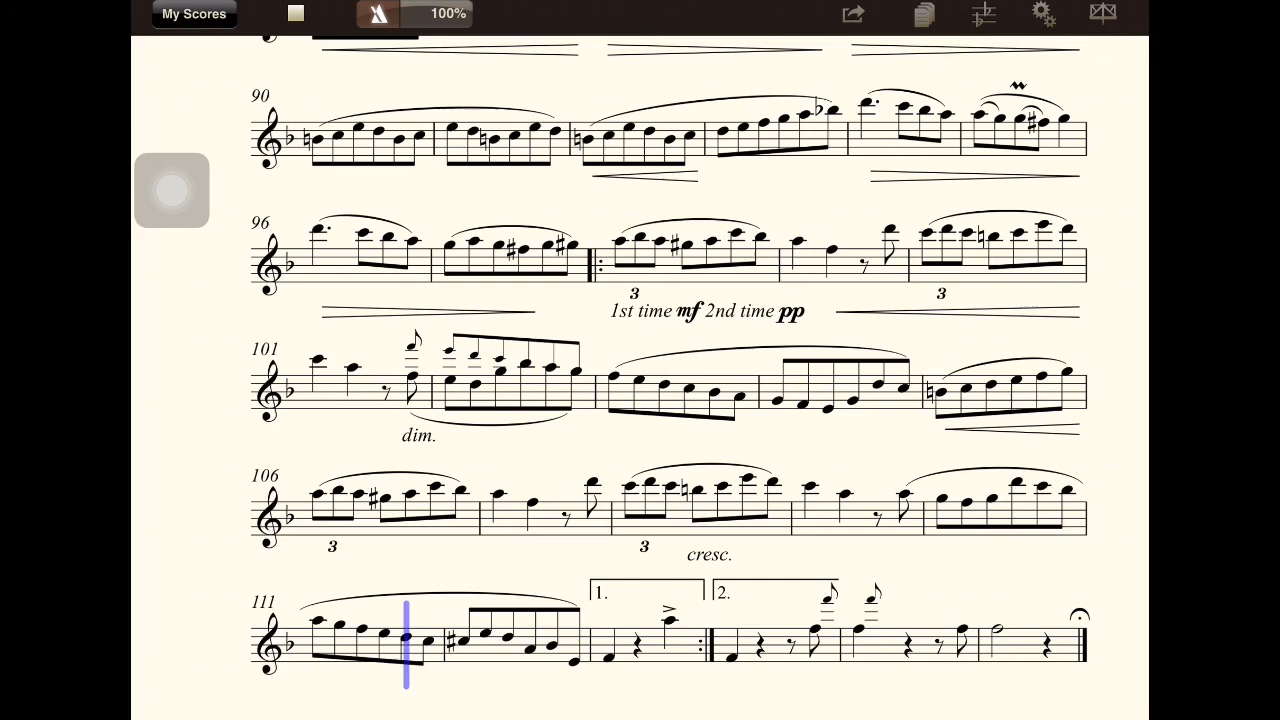 My Scores 100%
90
96
3 3
1st time mf 2nd time pp
101
dim.
106
3 3
cresc.
111 1. 2.